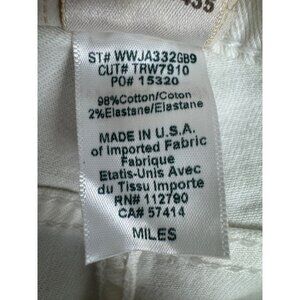 435
ST# WWJA332GB9
CUT# TRW7910
PO# 15320
98%Cotton/Coton
2%Elastane/Elastane
MADE IN U.S.A.
of Imported Fabric
Fabrique
Etats-Unis Avec
du Tissu Importe
RN# 112790
CA# 57414
MILES